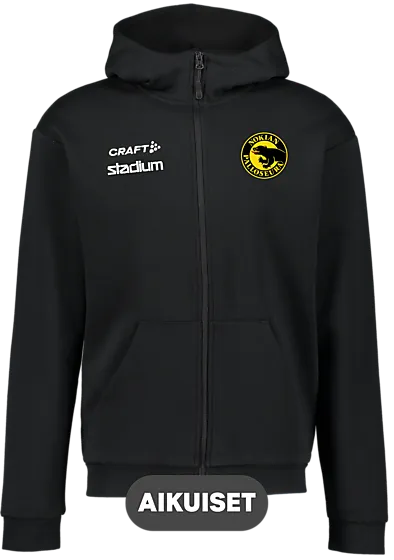 CRAFT
stadium
NOKIAN
PALLOSEURA
AIKUISET